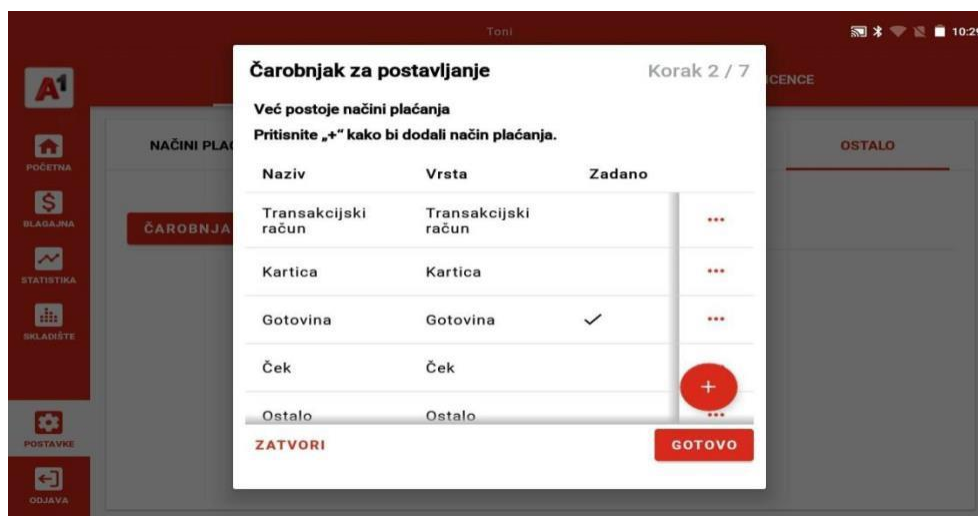 Toni
10:29
A1
ICENCE
POČETNA
BLAGAJNA
STATISTIKA
SKLADIŠTE
POSTAVKE
ODJAVA
NAČINI PLAĆ
OSTALO
ČAROBNJA
Čarobnjak za postavljanje
Korak 2 / 7
Već postoje načini plaćanja
Pritisnite „+“ kako bi dodali način plaćanja.
Naziv Vrsta Zadano
Transakcijski račun Transakcijski račun
Kartica Kartica
Gotovina Gotovina
Ček Ček
Ostalo Ostalo
ZATVORI
GOTOVO